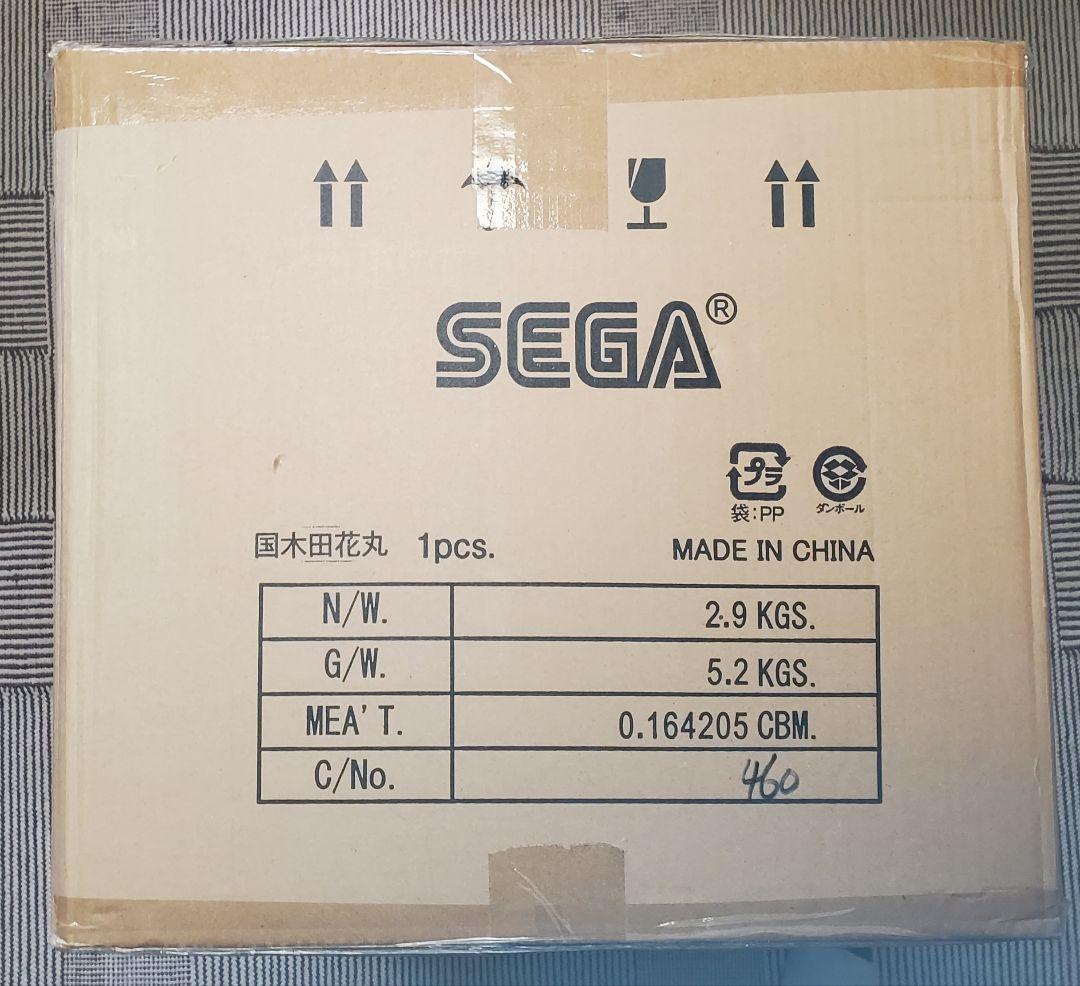 SEGA®
プラ
袋:PP
ダンボール
国木田花丸 1pcs.
MADE IN CHINA
N/W. 2.9 KGS.
G/W. 5.2 KGS.
MEA'T. 0.164205 CBM.
C/No. 460